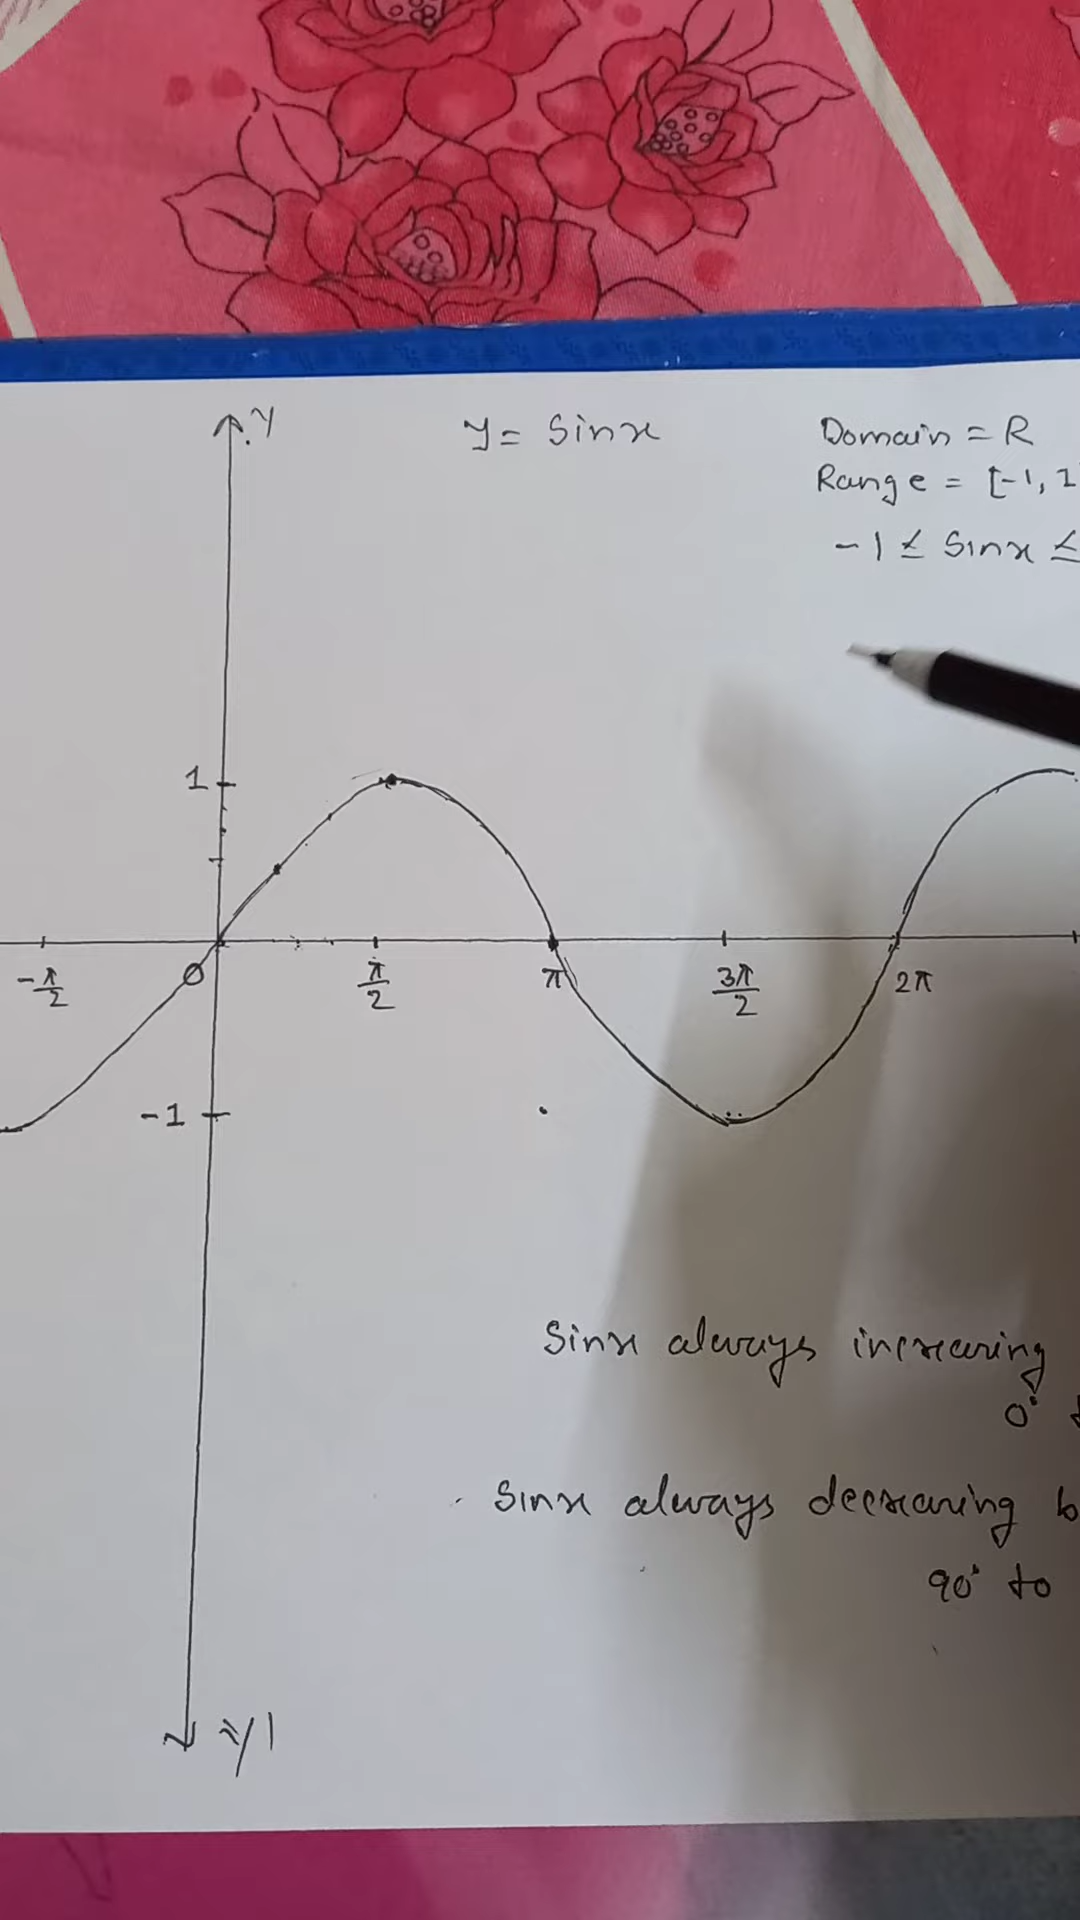 Y
y = Sinx
Domain = R
Range = [-1, 1]
-1 ≤ Sinx ≤
1
-π/2
O
π/2
π
3π/2
2π
-1
Sinx always increasing
0°
Sinx always decreasing b
90° to
Y|